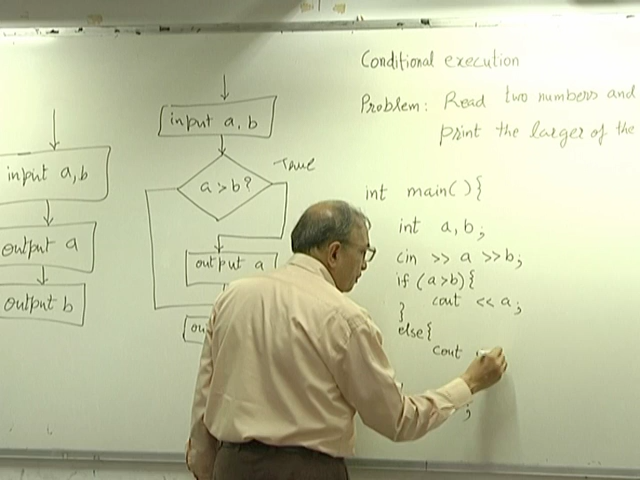 Conditional execution
Problem: Read two numbers and
print the larger of the
input a, b
output a
output b
input a, b
a > b?
True
output a
ou
int main(){
int a, b;
cin >> a >> b;
if (a>b){
cout << a;
}
else{
cout
;